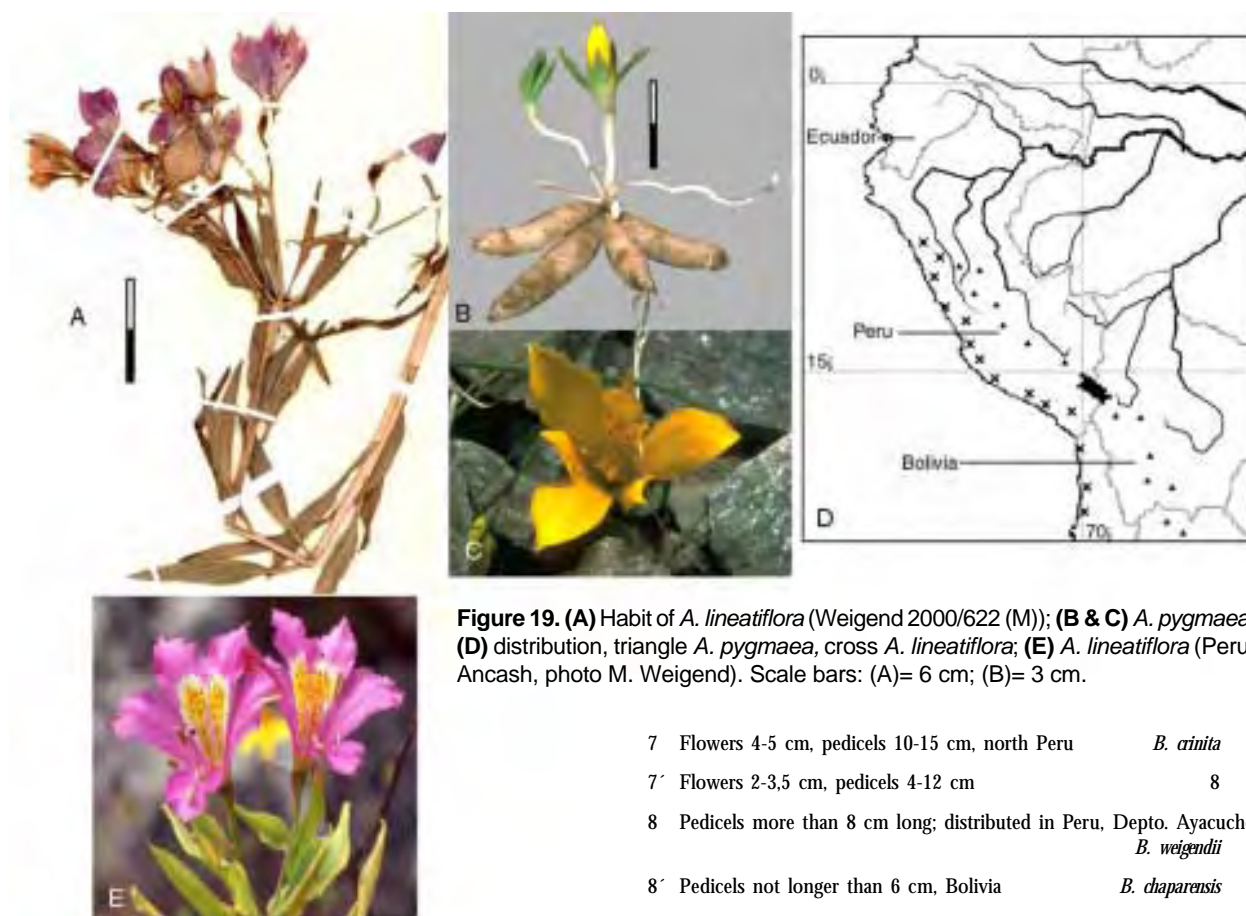 A
B
C
D
E
0¡
Ecuador
Peru
15¡
Bolivia
70¡
Figure 19. (A) Habit of A. lineatiflora (Weigend 2000/622 (M)); (B & C) A. pygmaea
(D) distribution, triangle A. pygmaea, cross A. lineatiflora; (E) A. lineatiflora (Peru
Ancash, photo M. Weigend). Scale bars: (A)= 6 cm; (B)= 3 cm.
7 Flowers 4-5 cm, pedicels 10-15 cm, north Peru B. crinita
7´ Flowers 2-3,5 cm, pedicels 4-12 cm 8
8 Pedicels more than 8 cm long; distributed in Peru, Depto. Ayacuch
B. weigendii
8´ Pedicels not longer than 6 cm, Bolivia B. chaparensis